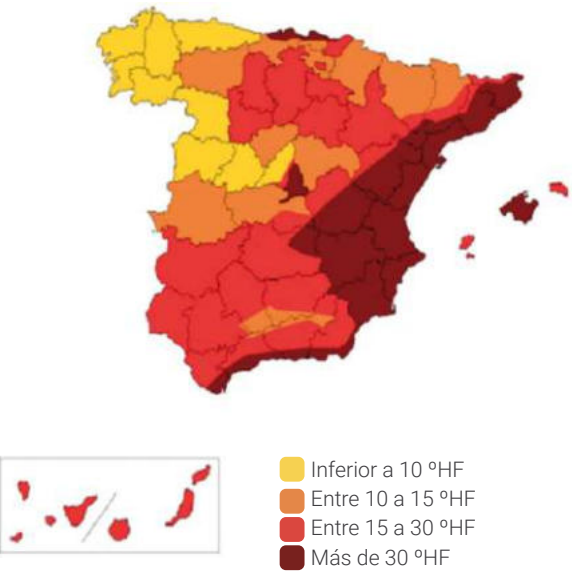 Inferior a 10 ºHF
Entre 10 a 15 ºHF
Entre 15 a 30 ºHF
Más de 30 ºHF